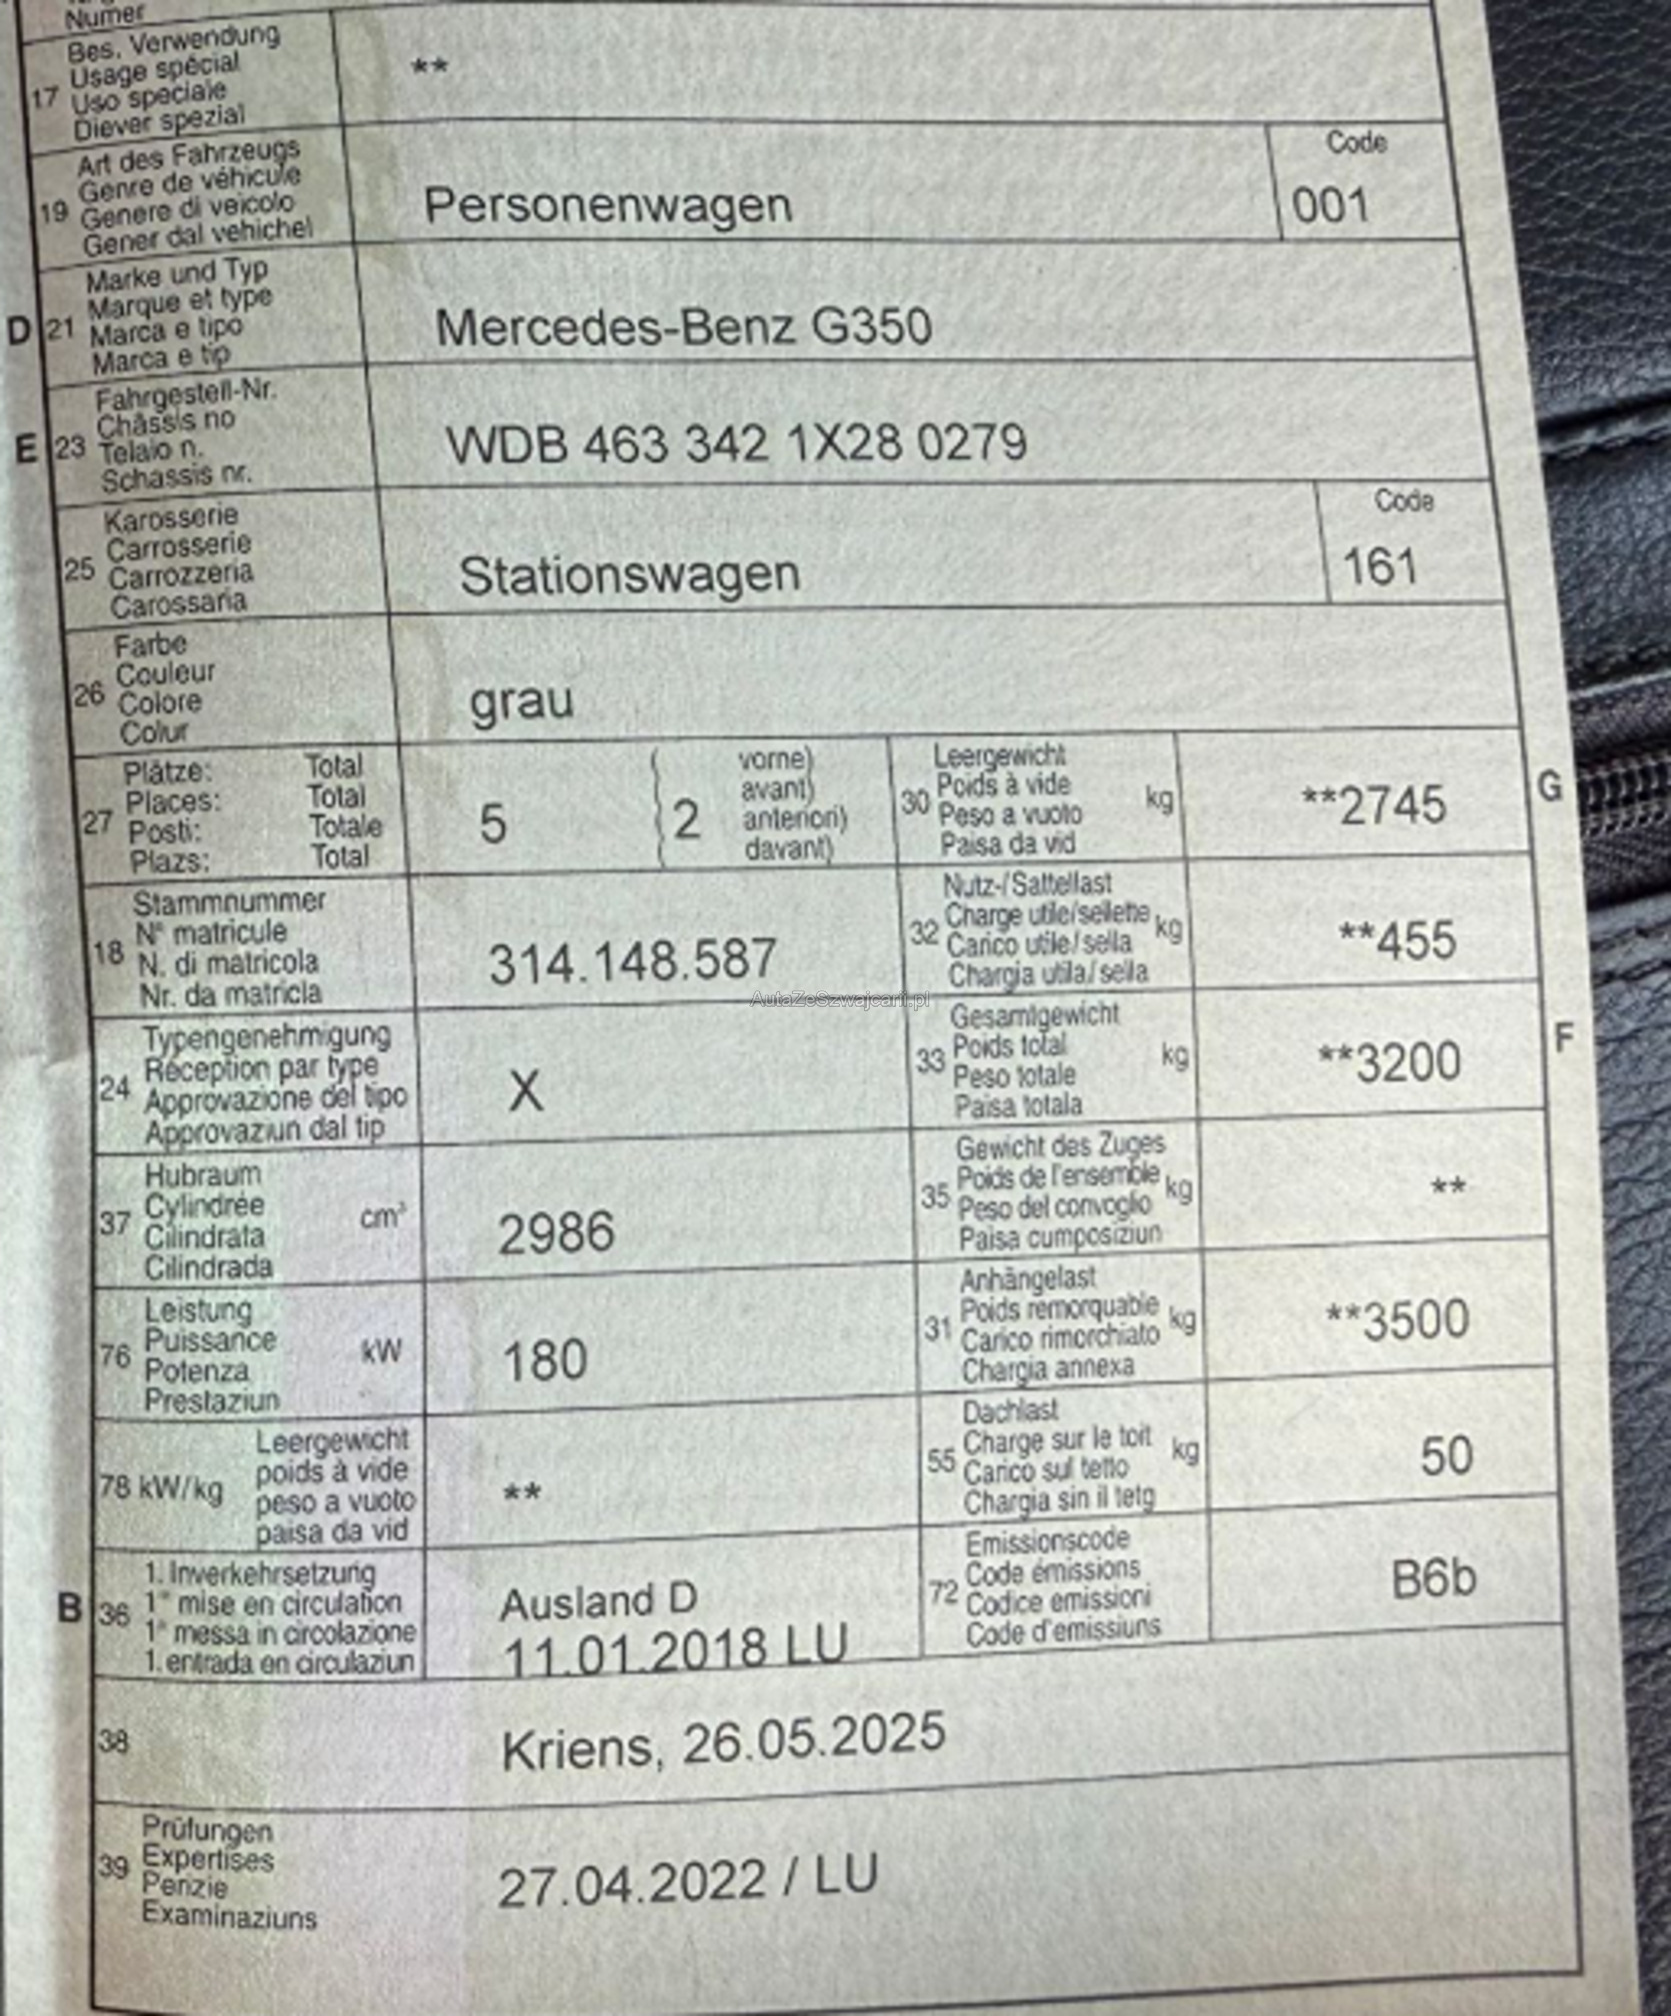 Numer
17 Bes. Verwendung
Usage spécial
Uso speciale
Diever spezial
**
19 Art des Fahrzeugs
Genre de véhicule
Genere di veicolo
Gener dal vehichel
Personenwagen
Code
001
D 21 Marke und Typ
Marque et type
Marca e tipo
Marca e tip
Mercedes-Benz G350
E 23 Fahrgestell-Nr.
Châssis no
Telaio n.
Schassis nr.
WDB 463 342 1X28 0279
25 Karosserie
Carrosserie
Carrozzeria
Carossaria
Stationswagen
Code
161
26 Farbe
Couleur
Colore
Colur
grau
27 Plätze: Total
Places: Total
Posti: Totale
Plazs: Total
5
2
vorne)
avant)
anteriori)
davant)
30 Leergewicht
Poids à vide
Peso a vuoto
Paisa da vid
kg
**2745
G
18 Stammnummer
N° matricule
N. di matricola
Nr. da matricla
314.148.587
32 Nutz-/Sattellast
Charge utile/sellette
Carico utile/sella
Chargia utila/sella
kg
**455
AutaZeSzwajcarii.pl
24 Typengenehmigung
Réception par type
Approvazione del tipo
Approvaziun dal tip
X
33 Gesamtgewicht
Poids total
Peso totale
Paisa totala
kg
**3200
F
37 Hubraum
Cylindrée
Cilindrata
Cilindrada
cm³
2986
35 Gewicht des Zuges
Poids de l'ensemble
Peso del convoglio
Paisa cumposiziun
kg
**
76 Leistung
Puissance
Potenza
Prestaziun
kW
180
31 Anhängelast
Poids remorquable
Carico rimorchiato
Chargia annexa
kg
**3500
78 kW/kg
Leergewicht
poids à vide
peso a vuoto
paisa da vid
**
55 Dachlast
Charge sur le toit
Carico sul tetto
Chargia sin il tetg
kg
50
B 36 1. Inverkehrsetzung
1re mise en circulation
1a messa in circolazione
1. entrada en circulaziun
Ausland D
11.01.2018 LU
72 Emissionscode
Code émissions
Codice emissioni
Code d'emissiuns
B6b
38
Kriens, 26.05.2025
39 Prüfungen
Expertises
Perizie
Examinaziuns
27.04.2022 / LU